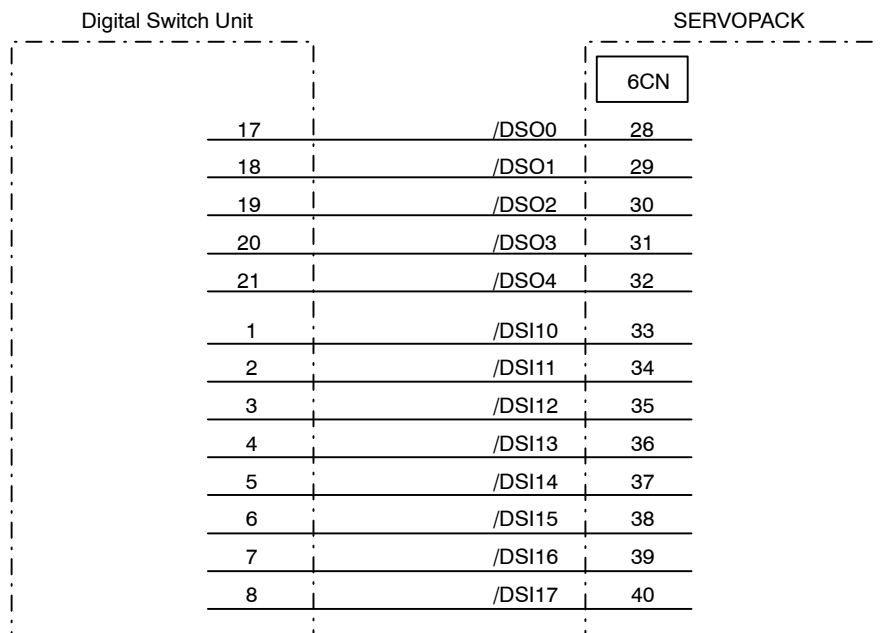 Digital Switch Unit SERVOPACK
6CN
17 /DSO0 28
18 /DSO1 29
19 /DSO2 30
20 /DSO3 31
21 /DSO4 32
1 /DSI10 33
2 /DSI11 34
3 /DSI12 35
4 /DSI13 36
5 /DSI14 37
6 /DSI15 38
7 /DSI16 39
8 /DSI17 40